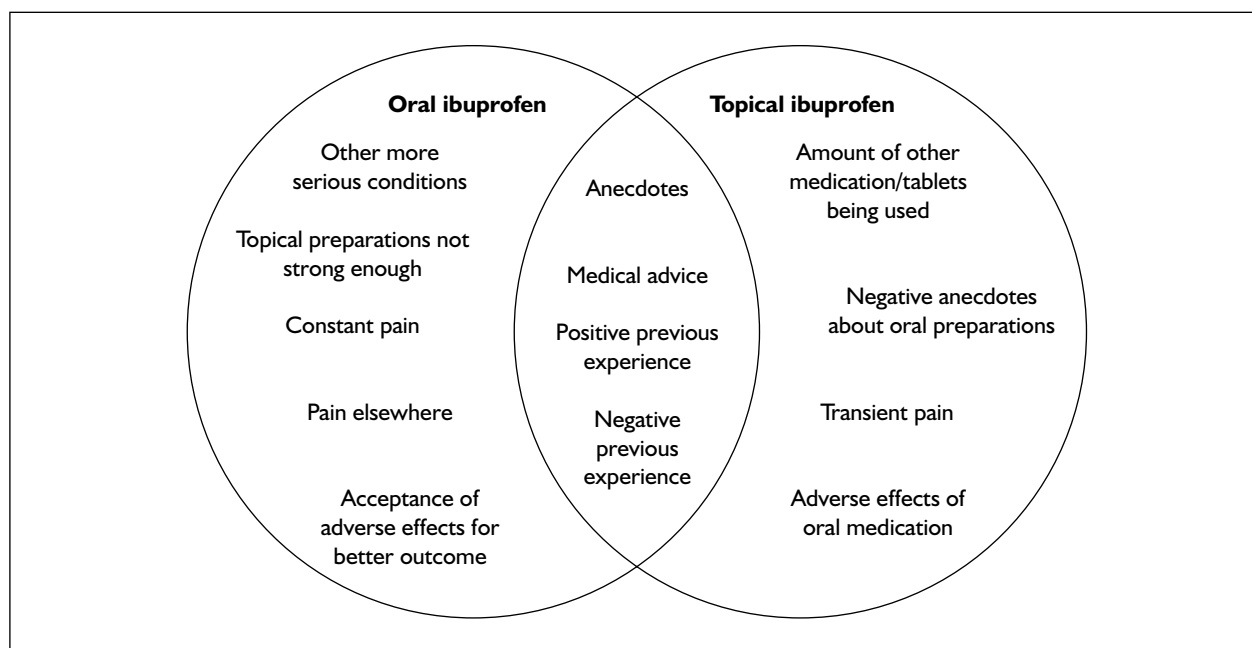 Oral ibuprofen
Other more
serious conditions
Topical preparations not
strong enough
Constant pain
Pain elsewhere
Acceptance of
adverse effects for
better outcome
Anecdotes
Medical advice
Positive previous
experience
Negative
previous
experience
Topical ibuprofen
Amount of other
medication/tablets
being used
Negative anecdotes
about oral preparations
Transient pain
Adverse effects of
oral medication